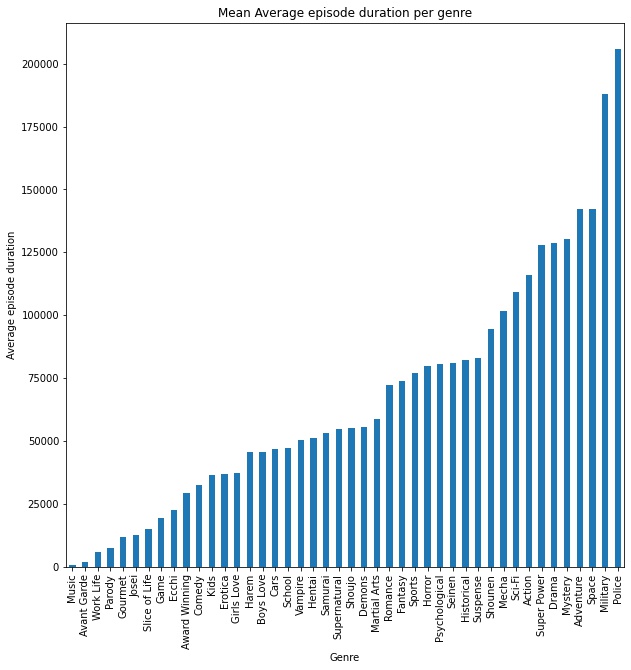 Mean Average episode duration per genre
Average episode duration
200000
175000
150000
125000
100000
75000
50000
25000
0
Music
Avant Garde
Work Life
Parody
Gourmet
Josei
Slice of Life
Game
Ecchi
Award Winning
Comedy
Kids
Erotica
Girls Love
Harem
Boys Love
Cars
School
Vampire
Hentai
Samurai
Supernatural
Shoujo
Demons
Martial Arts
Romance
Fantasy
Sports
Horror
Psychological
Seinen
Historical
Suspense
Shounen
Mecha
Sci-Fi
Action
Super Power
Drama
Mystery
Adventure
Space
Military
Police
Genre